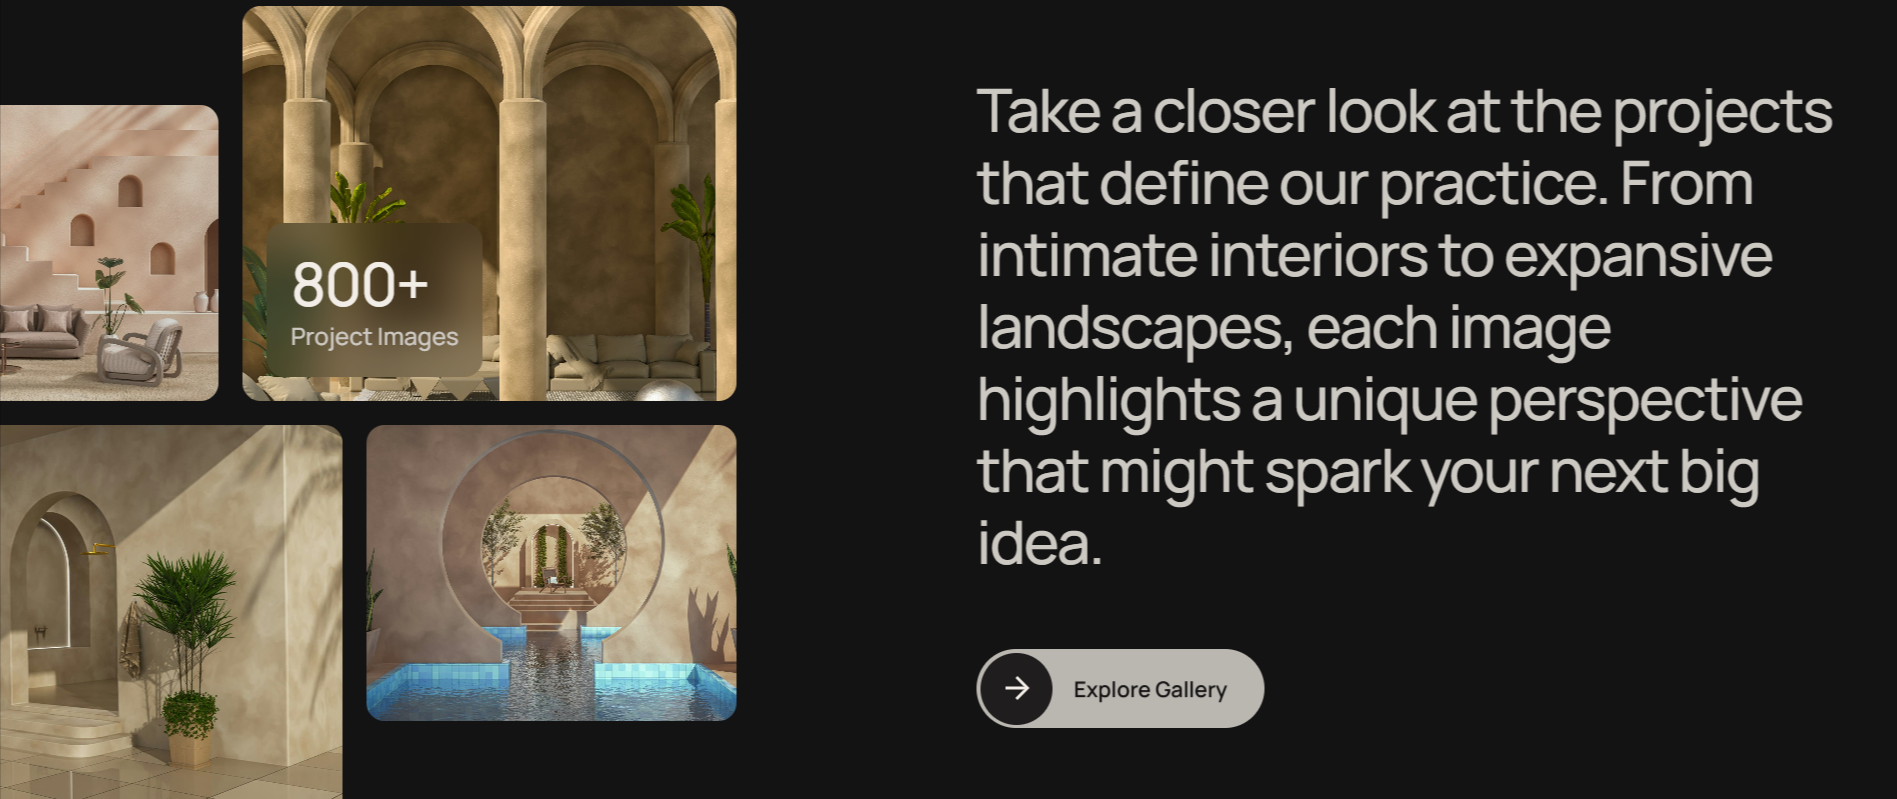 800+
Project Images
Take a closer look at the projects
that define our practice. From
intimate interiors to expansive
landscapes, each image
highlights a unique perspective
that might spark your next big
idea.
Explore Gallery